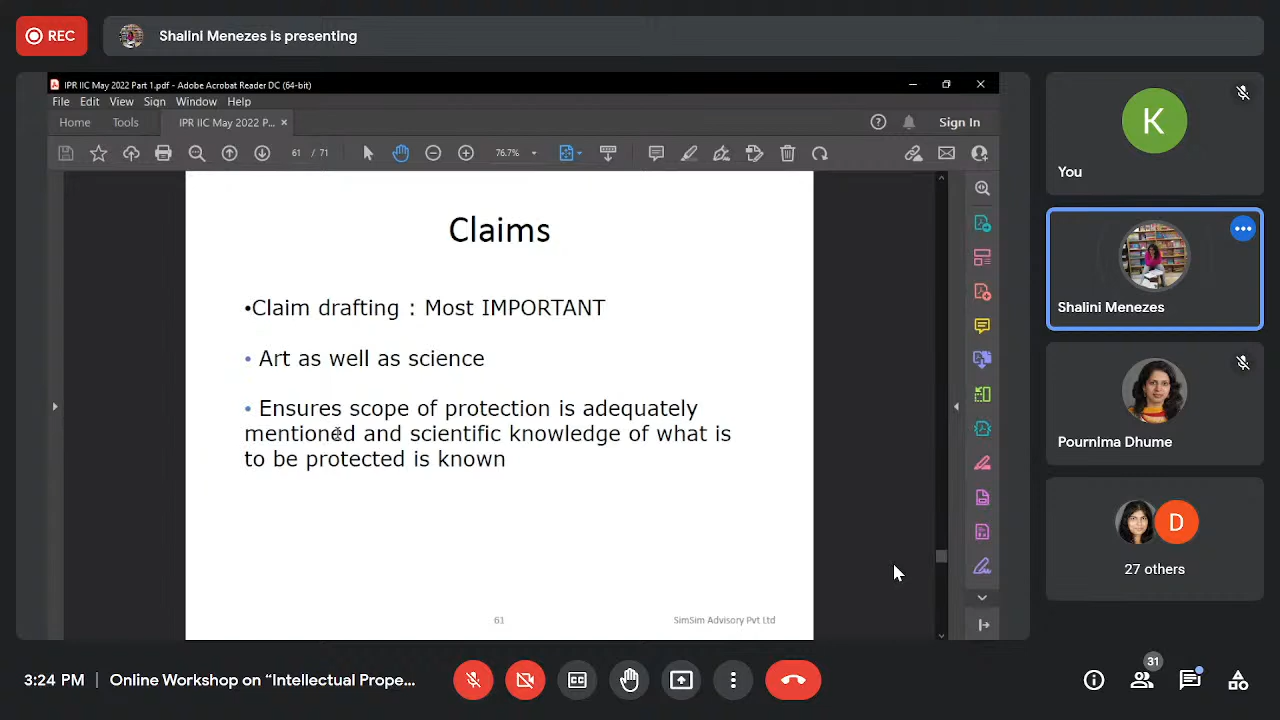 REC
Shalini Menezes is presenting
IPR IIC May 2022 Part 1.pdf - Adobe Acrobat Reader DC (64-bit)
File Edit View Sign Window Help
Home Tools IPR IIC May 2022 P... ×
Sign In
61 / 71
76.7%
Claims
•Claim drafting : Most IMPORTANT
• Art as well as science
• Ensures scope of protection is adequately
mentioned and scientific knowledge of what is
to be protected is known
61
SimSim Advisory Pvt Ltd
K
You
Shalini Menezes
Pournima Dhume
D
27 others
3:24 PM | Online Workshop on “Intellectual Prope...
31